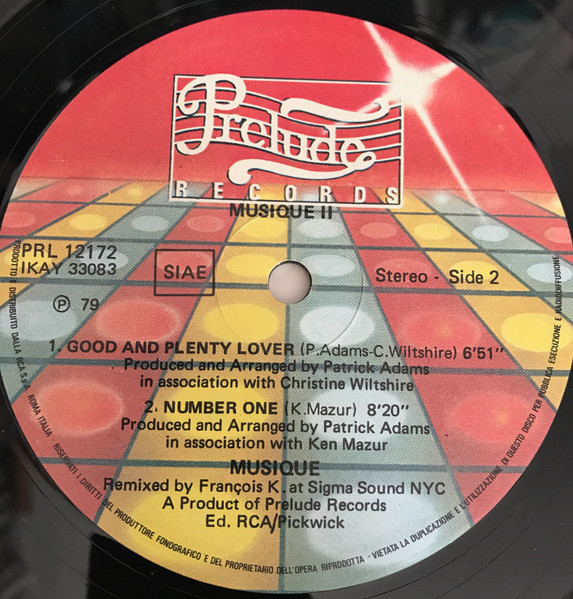 Prelude
RECORDS
MUSIQUE II
PRL 12172
IKAY 33083
SIAE
Stereo - Side 2
Ⓟ 79
1. GOOD AND PLENTY LOVER (P.Adams-C.Wiltshire) 6'51"
Produced and Arranged by Patrick Adams
in association with Christine Wiltshire
2. NUMBER ONE (K.Mazur) 8'20"
Produced and Arranged by Patrick Adams
in association with Ken Mazur
MUSIQUE
Remixed by François K. at Sigma Sound NYC
A Product of Prelude Records
Ed. RCA/Pickwick
PRODOTTO E DISTRIBUITO DALLA RCA S.p.A. ROMA ITALIA - RISERVATI I DIRITTI DEL PRODUTTORE FONOGRAFICO E DEL PROPRIETARIO DELL'OPERA RIPRODOTTA - VIETATA LA DUPLICAZIONE E L'UTILIZZAZIONE DI QUESTO DISCO PER PUBBLICA ESECUZIONE E RADIODIFFUSIONE